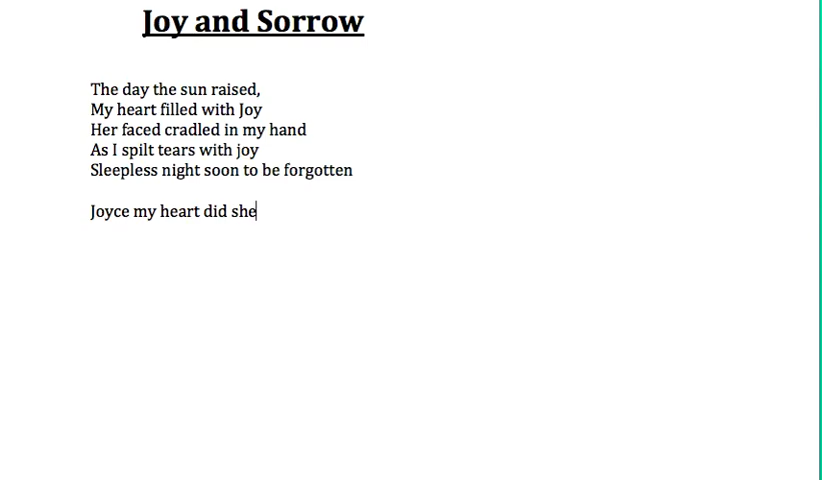 Joy and Sorrow
The day the sun raised,
My heart filled with Joy
Her faced cradled in my hand
As I spilt tears with joy
Sleepless night soon to be forgotten
Joyce my heart did she